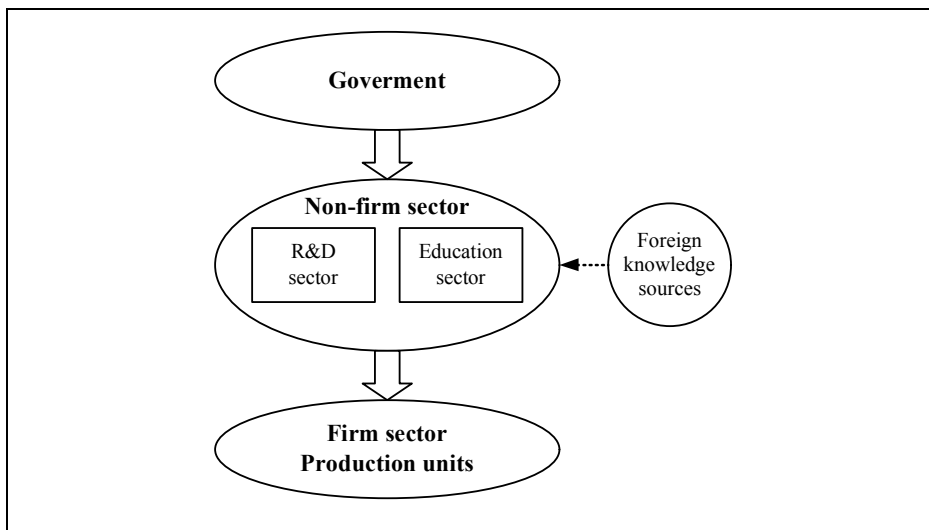 Goverment
Non-firm sector
R&D
sector
Education
sector
Foreign
knowledge
sources
Firm sector
Production units